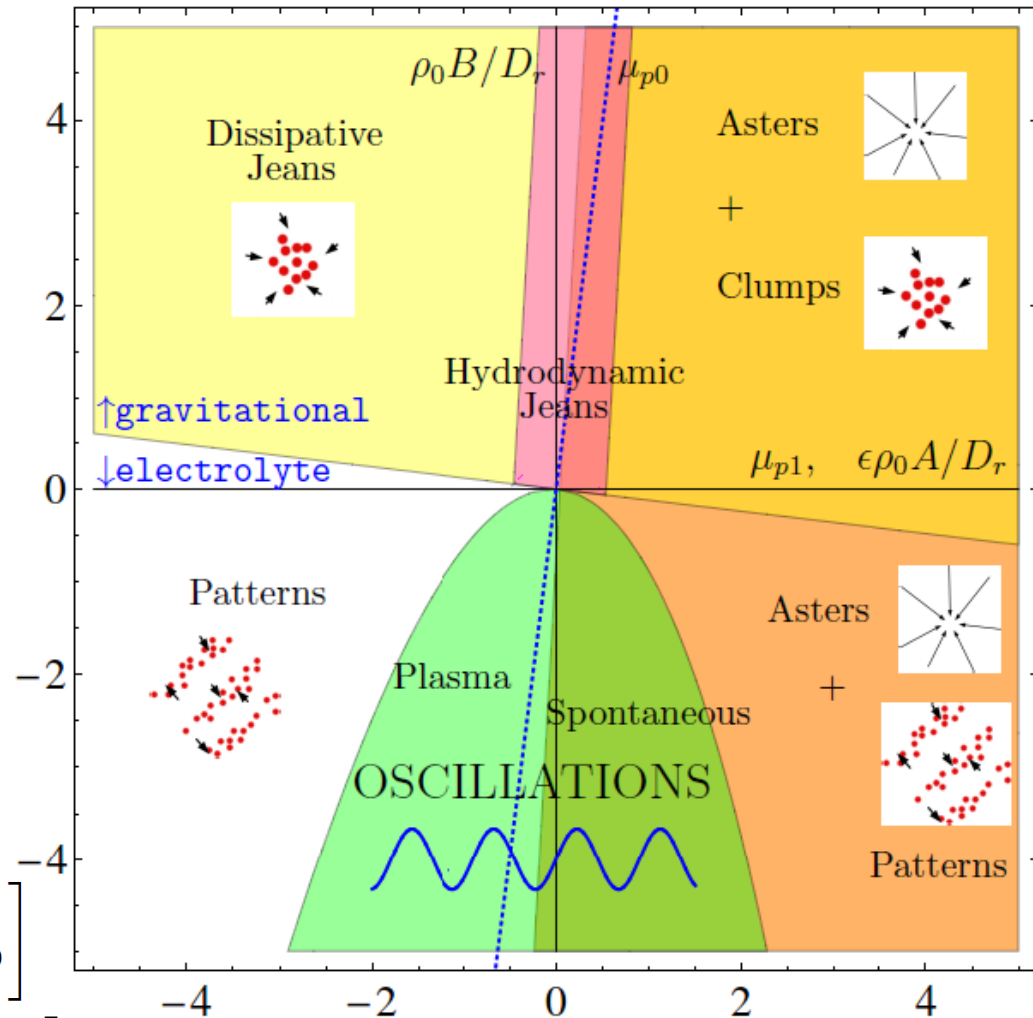 ρ₀B/Dᵣ
μₚ₀
4
Asters
Dissipative
Jeans
+
2
Clumps
Hydrodynamic
Jeans
↑gravitational
μₚ₁, ϵρ₀A/Dᵣ
↓electrolyte
0
Patterns
Asters
−2
Plasma
+
Spontaneous
OSCILLATIONS
−4
Patterns
−4 −2 0 2 4